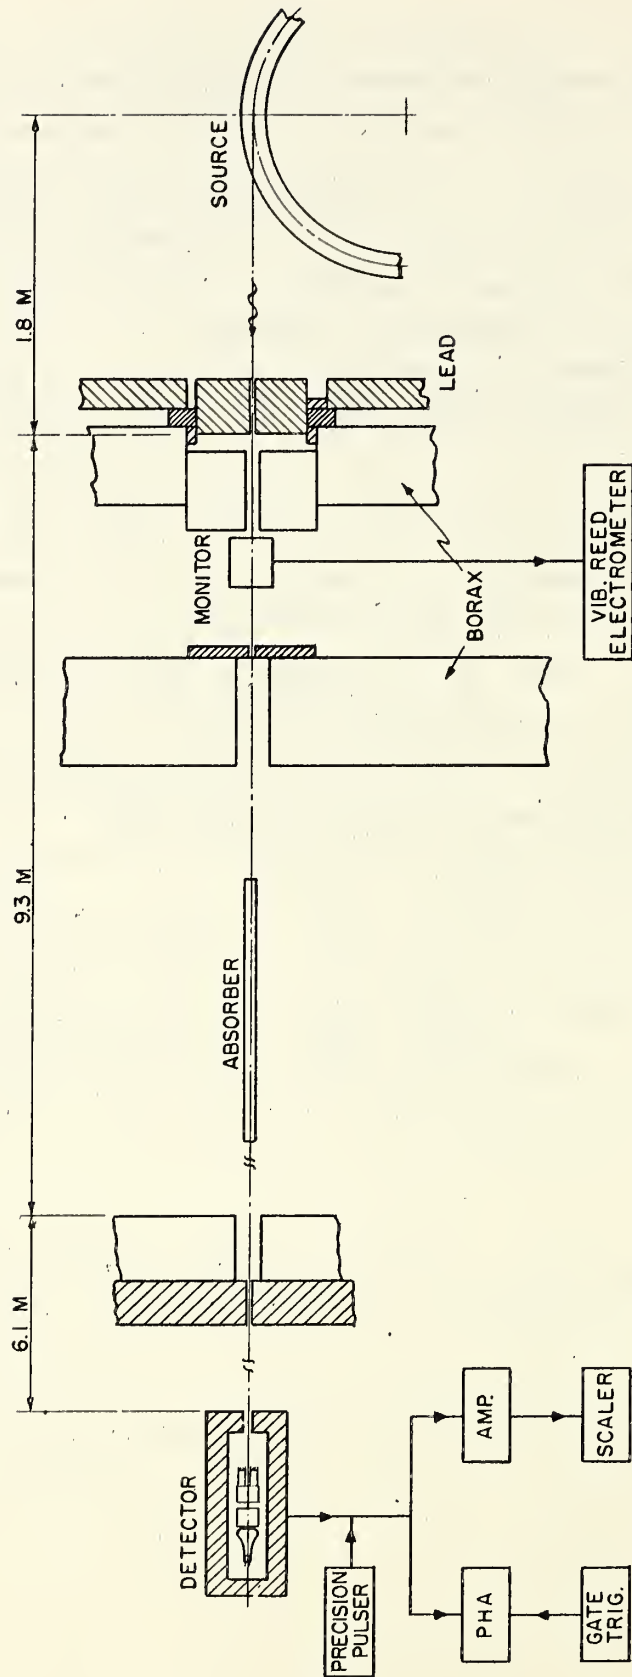 6.1 M
9.3 M
1.8 M
DETECTOR
ABSORBER
MONITOR
SOURCE
LEAD
BORAX
PRECISION
PULSER
PHA
GATE
TRIG.
AMP.
SCALER
VIB. REED
ELECTROMETER